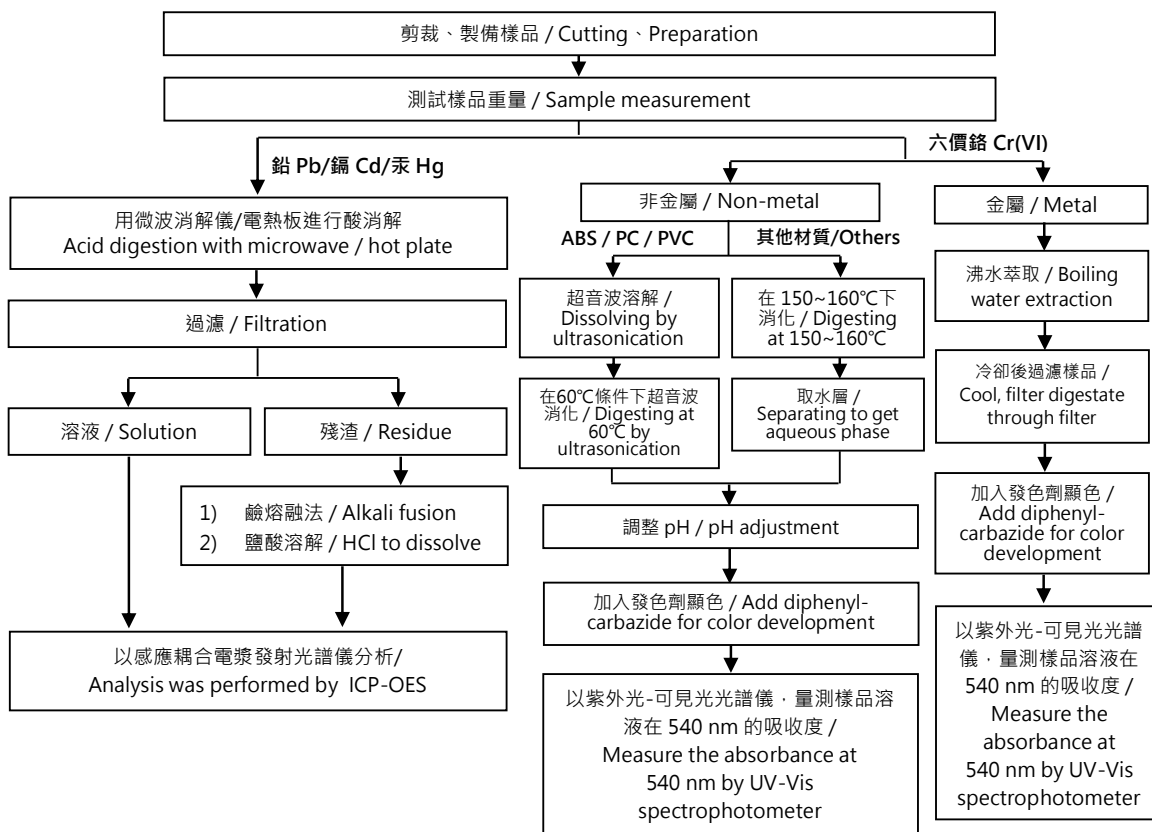 剪裁、製備樣品 / Cutting、Preparation
測試樣品重量 / Sample measurement
鉛 Pb/鎘 Cd/汞 Hg
六價鉻 Cr(VI)
用微波消解儀/電熱板進行酸消解
Acid digestion with microwave / hot plate
過濾 / Filtration
溶液 / Solution
殘渣 / Residue
1) 鹼熔融法 / Alkali fusion
2) 鹽酸溶解 / HCl to dissolve
以感應耦合電漿發射光譜儀分析/
Analysis was performed by ICP-OES
非金屬 / Non-metal
ABS / PC / PVC
其他材質/Others
超音波溶解 /
Dissolving by
ultrasonication
在60℃條件下超音波
消化 / Digesting at
60℃ by
ultrasonication
在 150~160℃下
消化 / Digesting
at 150~160℃
取水層 /
Separating to get
aqueous phase
調整 pH / pH adjustment
加入發色劑顯色 / Add diphenyl-
carbazide for color development
以紫外光-可見光光譜儀，量測樣品溶
液在 540 nm 的吸收度 /
Measure the absorbance at
540 nm by UV-Vis
spectrophotometer
金屬 / Metal
沸水萃取 / Boiling
water extraction
冷卻後過濾樣品 /
Cool, filter digestate
through filter
加入發色劑顯色 /
Add diphenyl-
carbazide for color
development
以紫外光-可見光光譜
儀，量測樣品溶液在
540 nm 的吸收度 /
Measure the
absorbance at
540 nm by UV-Vis
spectrophotometer